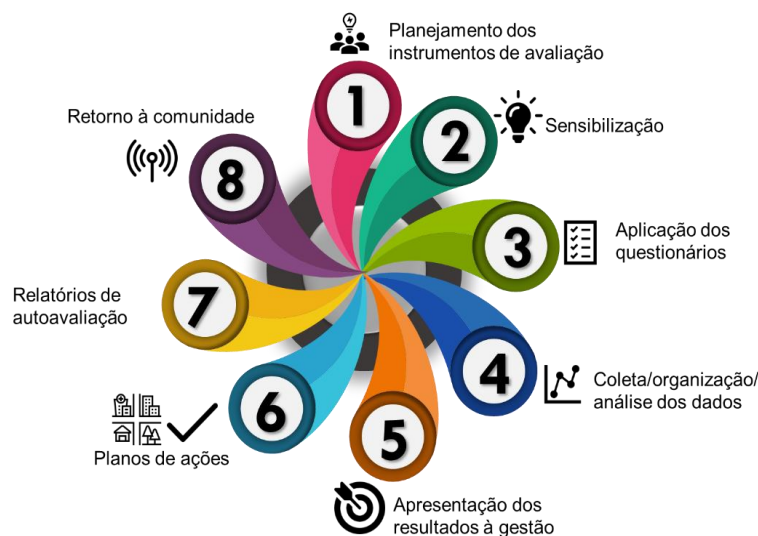 1
Planejamento dos
instrumentos de avaliação
2
Sensibilização
3
Aplicação dos
questionários
4
Coleta/organização/
análise dos dados
5
Apresentação dos
resultados à gestão
6
Planos de ações
7
Relatórios de
autoavaliação
8
Retorno à comunidade